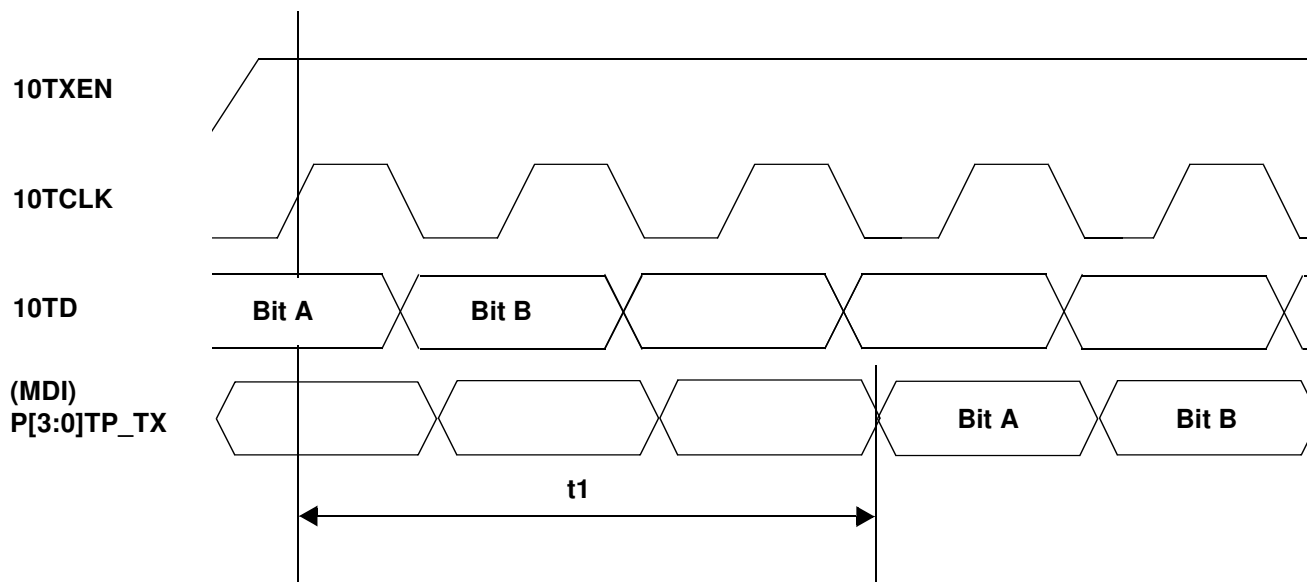 10TXEN
10TCLK
10TD
Bit A
Bit B
(MDI)
P[3:0]TP_TX
Bit A
Bit B
t1